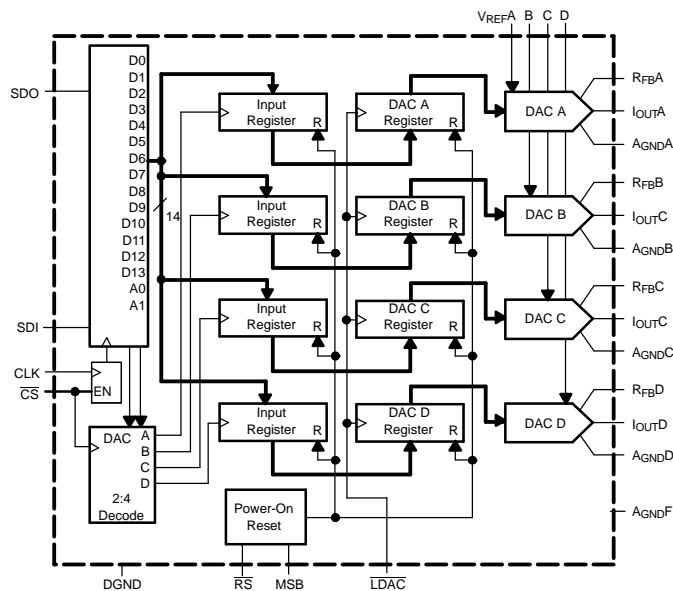 VREFA B C D
D0
D1
D2
D3
D4
D5
D6
D7
D8
D9
D10
D11
D12
D13
A0
A1
SDO
SDI
CLK
CS
EN
14
DAC A
B
C
D
2:4
Decode
Input
Register
R
DAC A
Register
R
DAC A
RFBA
IOUTA
AGNDA
Input
Register
R
DAC B
Register
R
DAC B
RFBB
IOUTC
AGNDB
Input
Register
R
DAC C
Register
R
DAC C
RFBC
IOUTC
AGNDC
Input
Register
R
DAC D
Register
R
DAC D
RFBD
IOUTD
AGNDD
Power-On
Reset
AGNDF
DGND
RS
MSB
LDAC